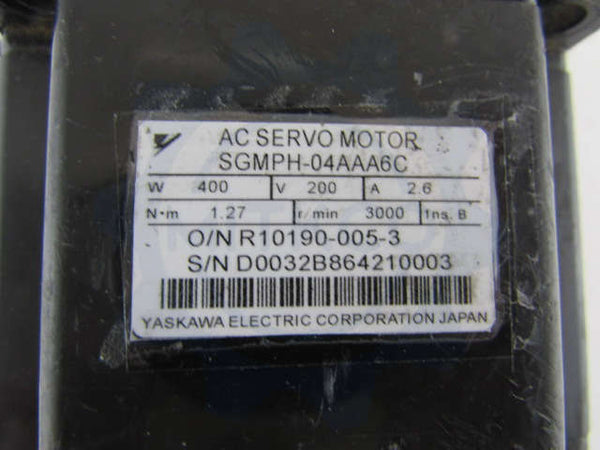 AC SERVO MOTOR
SGMPH-04AAA6C
W 400 V 200 A 2.6
N·m 1.27 r/min 3000 Ins. B
O/N R10190-005-3
S/N D0032B864210003
YASKAWA ELECTRIC CORPORATION JAPAN